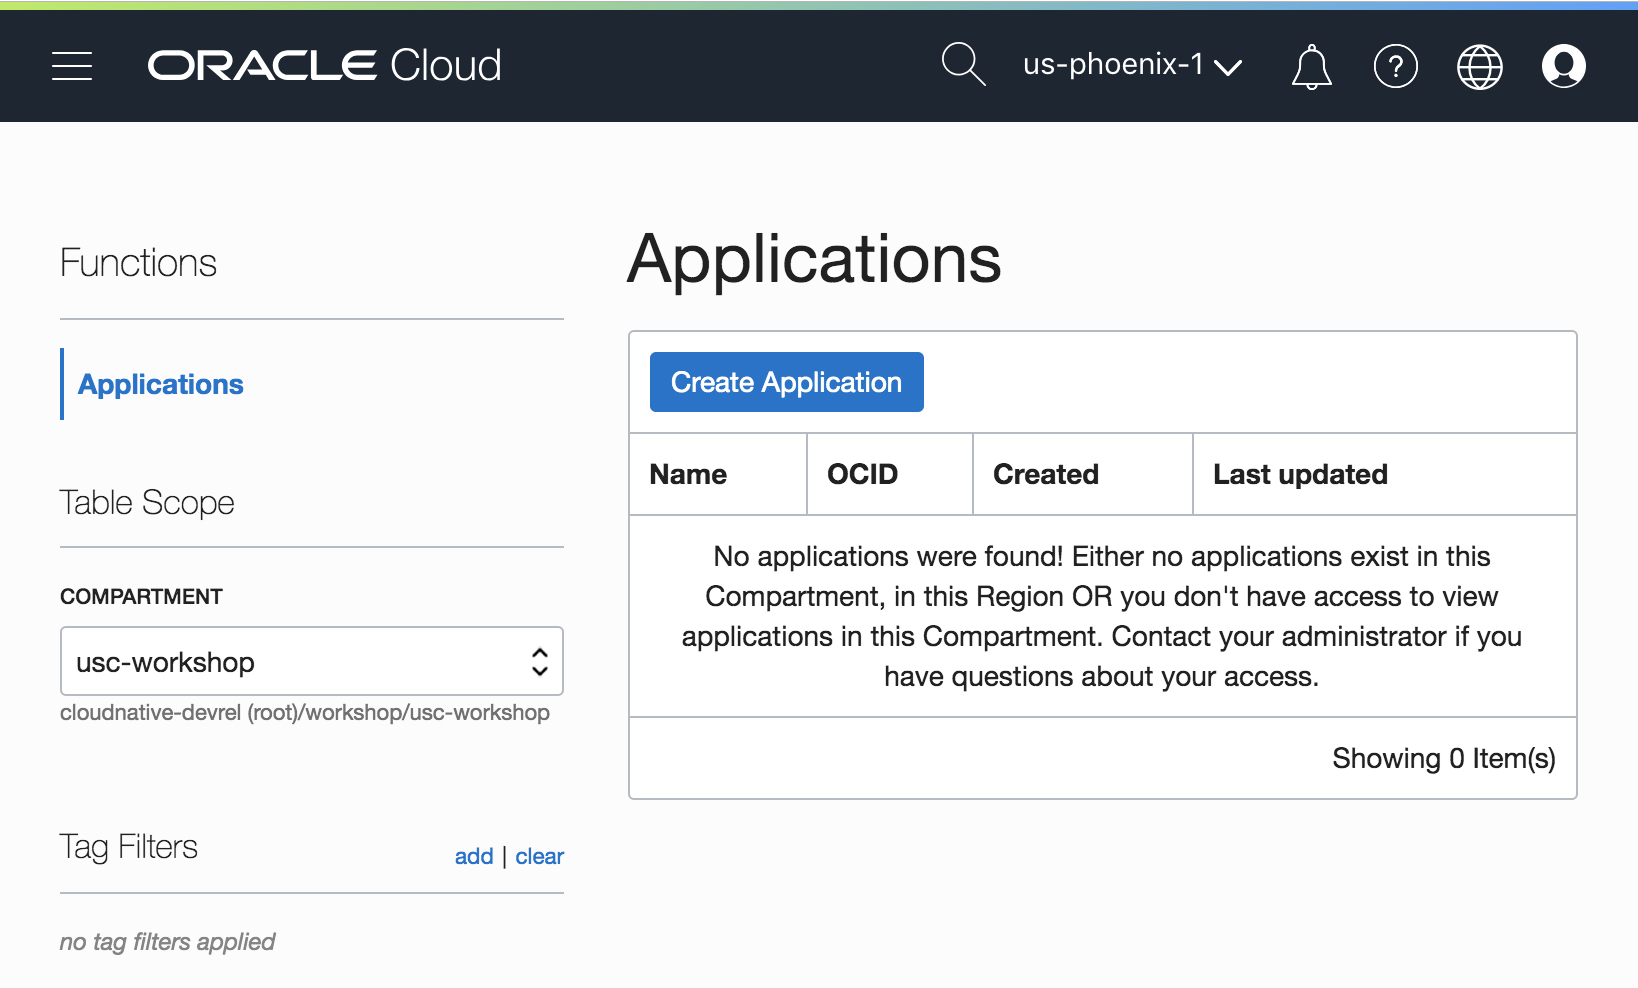 ORACLE Cloud
us-phoenix-1
?
Functions
Applications
Table Scope
COMPARTMENT
usc-workshop
cloudnative-devrel (root)/workshop/usc-workshop
Tag Filters
add | clear
no tag filters applied
Applications
Create Application
Name OCID Created Last updated
No applications were found! Either no applications exist in this
Compartment, in this Region OR you don't have access to view
applications in this Compartment. Contact your administrator if you
have questions about your access.
Showing 0 Item(s)